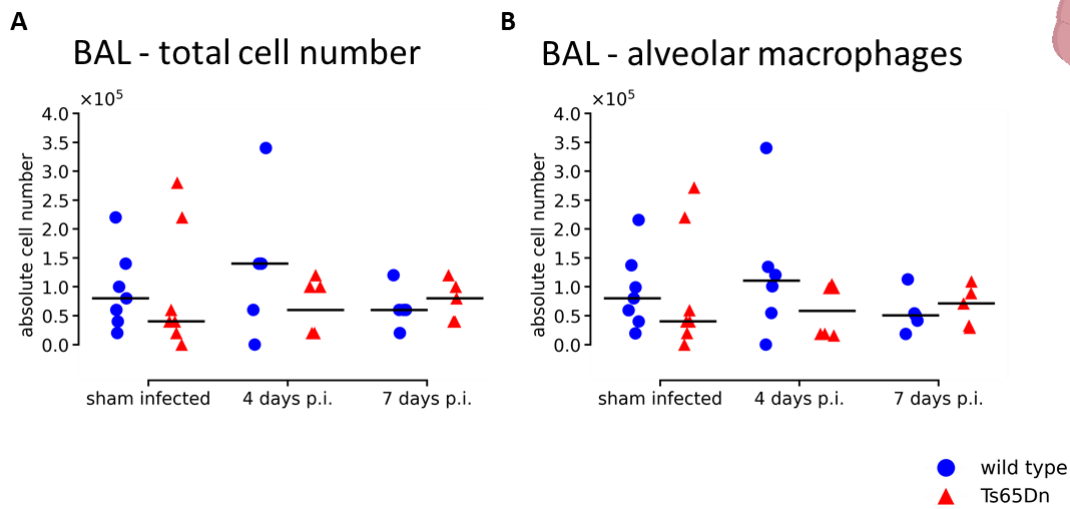 A
BAL - total cell number
×10⁵
absolute cell number
4.0
3.5
3.0
2.5
2.0
1.5
1.0
0.5
0.0
sham infected
4 days p.i.
7 days p.i.
B
BAL - alveolar macrophages
×10⁵
absolute cell number
4.0
3.5
3.0
2.5
2.0
1.5
1.0
0.5
0.0
sham infected
4 days p.i.
7 days p.i.
wild type
Ts65Dn